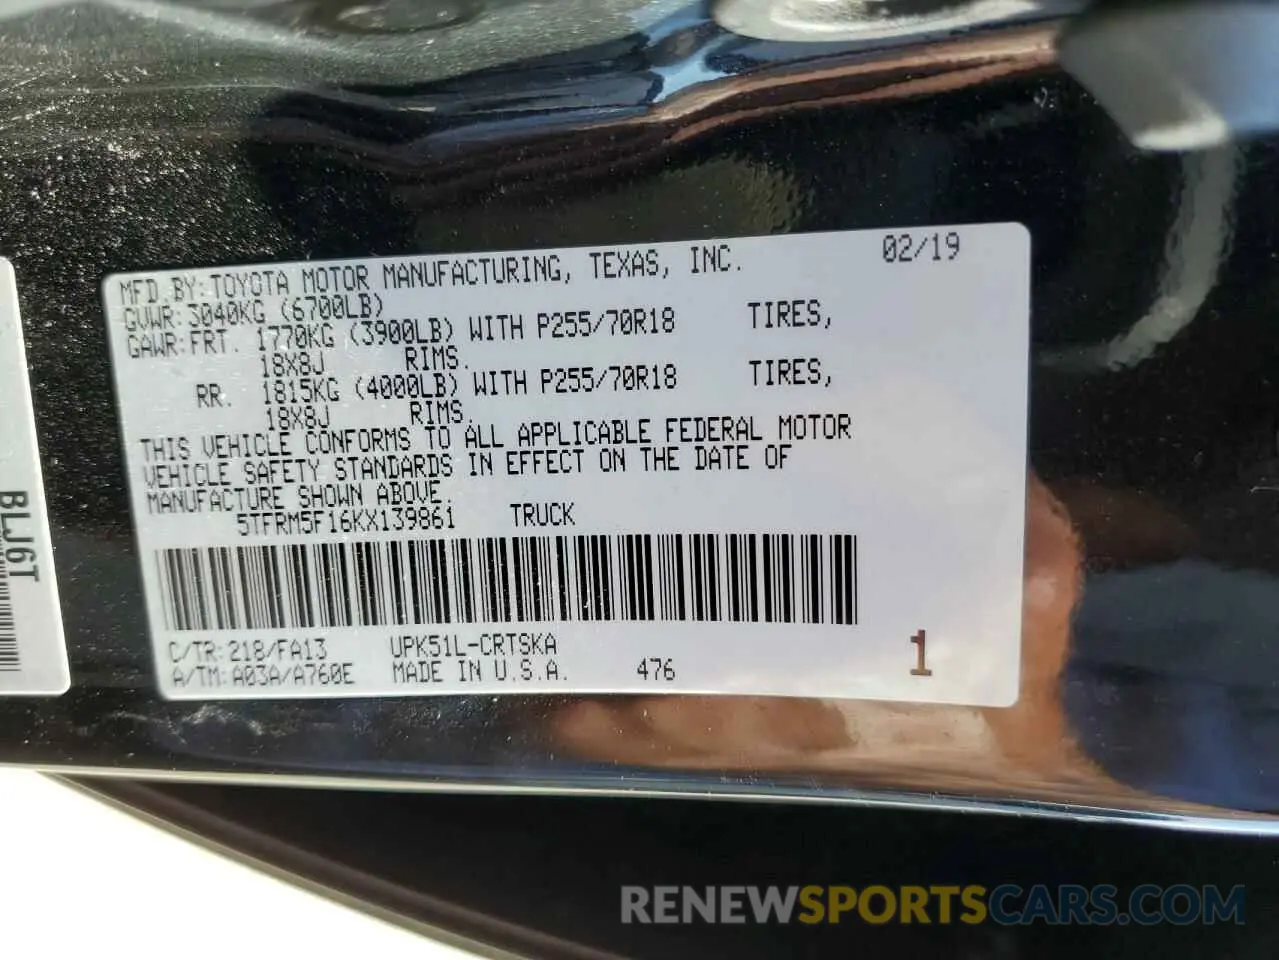 MFD.BY:TOYOTA MOTOR MANUFACTURING, TEXAS, INC. 02/19
GVWR:3040KG (6700LB)
GAWR:FRT. 1770KG (3900LB) WITH P255/70R18 TIRES,
18X8J RIMS.
RR. 1815KG (4000LB) WITH P255/70R18 TIRES,
18X8J RIMS.
THIS VEHICLE CONFORMS TO ALL APPLICABLE FEDERAL MOTOR
VEHICLE SAFETY STANDARDS IN EFFECT ON THE DATE OF
MANUFACTURE SHOWN ABOVE.
5TFRM5F16KX139861 TRUCK
C/TR:218/FA13 UPK51L-CRTSKA
A/TM:A03A/A760E MADE IN U.S.A. 476 1
BLJ6T
RENEWSPORTSCARS.COM